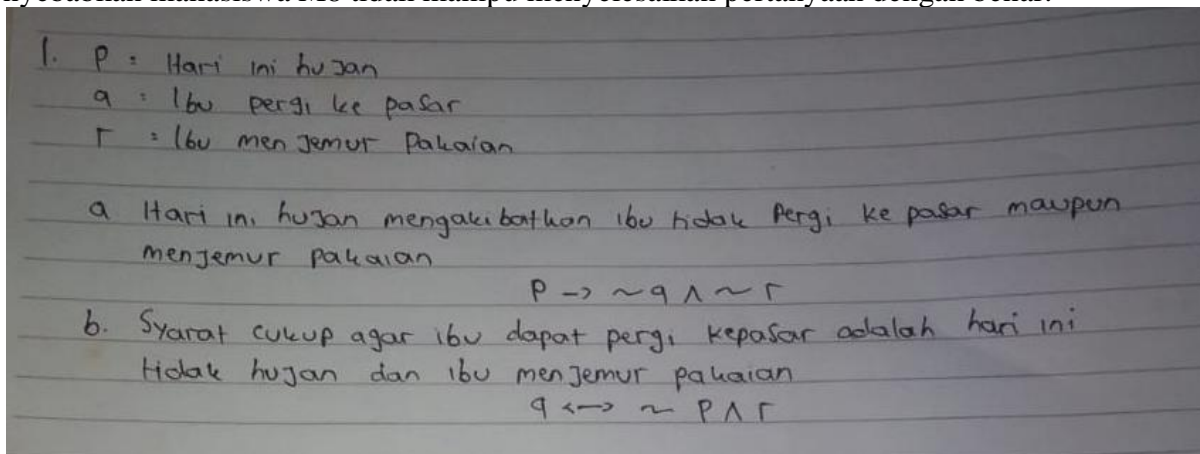 1. P = Hari ini hujan
q = Ibu pergi ke pasar
r = Ibu menjemur Pakaian
a Hari ini hujan mengakibatkan ibu tidak Pergi ke pasar maupun
menjemur pakaian
P -> ~q ∧ ~r
b. Syarat cukup agar ibu dapat pergi kepasar adalah hari ini
tidak hujan dan ibu menjemur pakaian
q <-> ~ P ∧ r